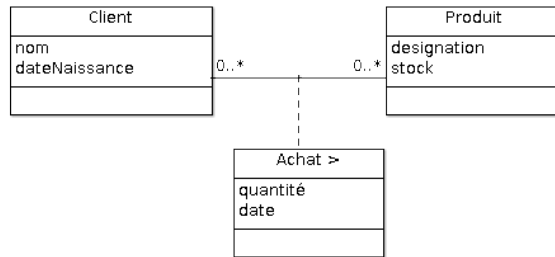 Client
nom
dateNaissance
0..*
0..*
Produit
designation
stock
Achat >
quantité
date